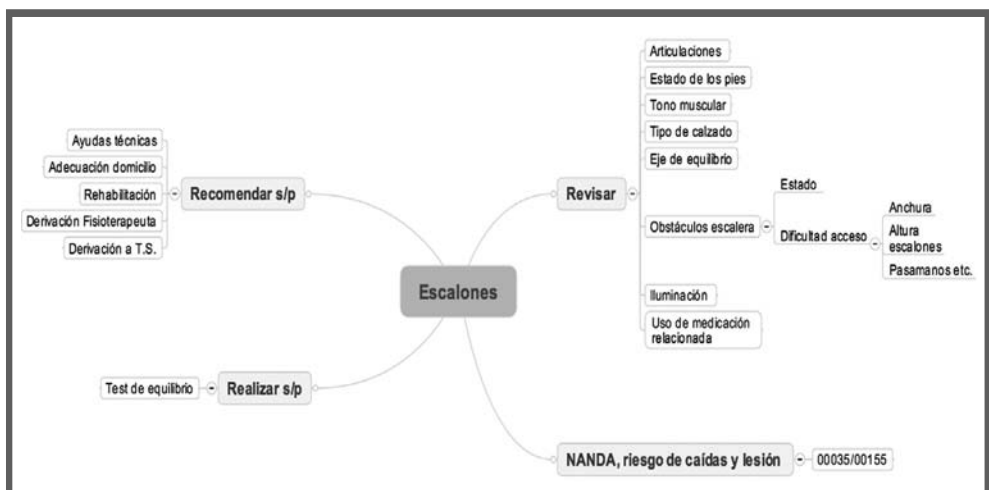 Ayudas técnicas
Adecuación domicilio
Rehabilitación
Derivación Fisioterapeuta
Derivación a T.S.
Recomendar s/p
Test de equilibrio
Realizar s/p
Escalones
Revisar
Articulaciones
Estado de los pies
Tono muscular
Tipo de calzado
Eje de equilibrio
Obstáculos escalera
Estado
Dificultad acceso
Anchura
Altura
escalones
Pasamanos etc.
Iluminación
Uso de medicación
relacionada
NANDA, riesgo de caídas y lesión
00035/00155